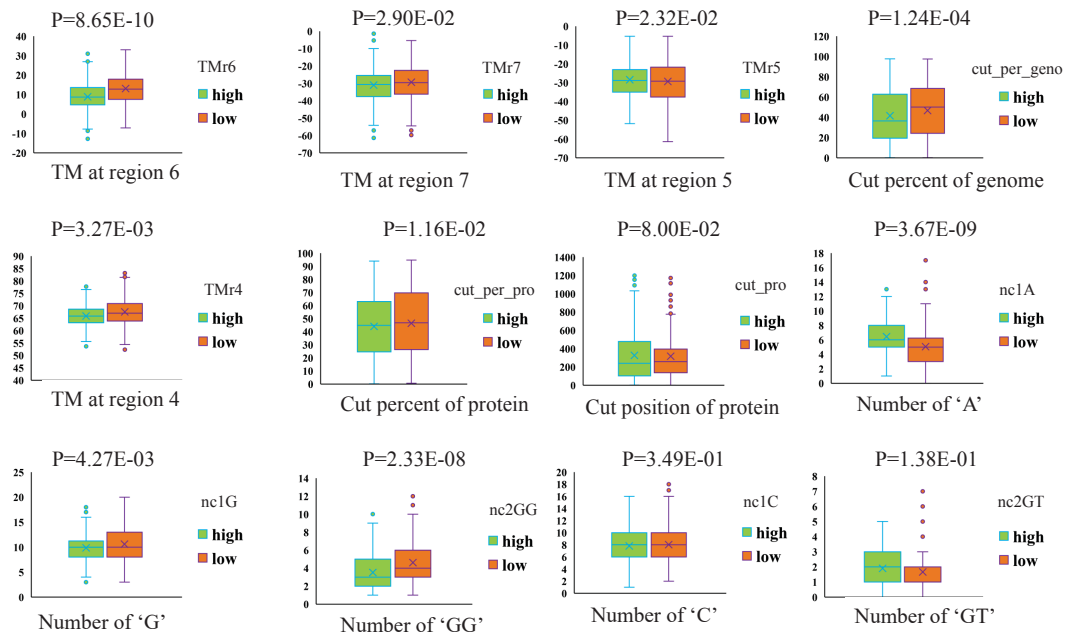 P=8.65E-10
40
30
20
10
0
-10
-20
TMr6
high
low
TM at region 6
P=2.90E-02
0
-10
-20
-30
-40
-50
-60
-70
TMr7
high
low
TM at region 7
P=2.32E-02
0
-10
-20
-30
-40
-50
-60
-70
TMr5
high
low
TM at region 5
P=1.24E-04
120
100
80
60
40
20
0
cut_per_geno
high
low
Cut percent of genome
P=3.27E-03
90
85
80
75
70
65
60
55
50
45
40
TMr4
high
low
TM at region 4
P=1.16E-02
100
90
80
70
60
50
40
30
20
10
0
cut_per_pro
high
low
Cut percent of protein
P=8.00E-02
1400
1200
1000
800
600
400
200
0
cut_pro
high
low
Cut position of protein
P=3.67E-09
18
16
14
12
10
8
6
4
2
0
nc1A
high
low
Number of ‘A’
P=4.27E-03
25
20
15
10
5
0
nc1G
high
low
Number of ‘G’
P=2.33E-08
14
12
10
8
6
4
2
0
nc2GG
high
low
Number of ‘GG’
P=3.49E-01
20
18
16
14
12
10
8
6
4
2
0
nc1C
high
low
Number of ‘C’
P=1.38E-01
8
7
6
5
4
3
2
1
0
nc2GT
high
low
Number of ‘GT’